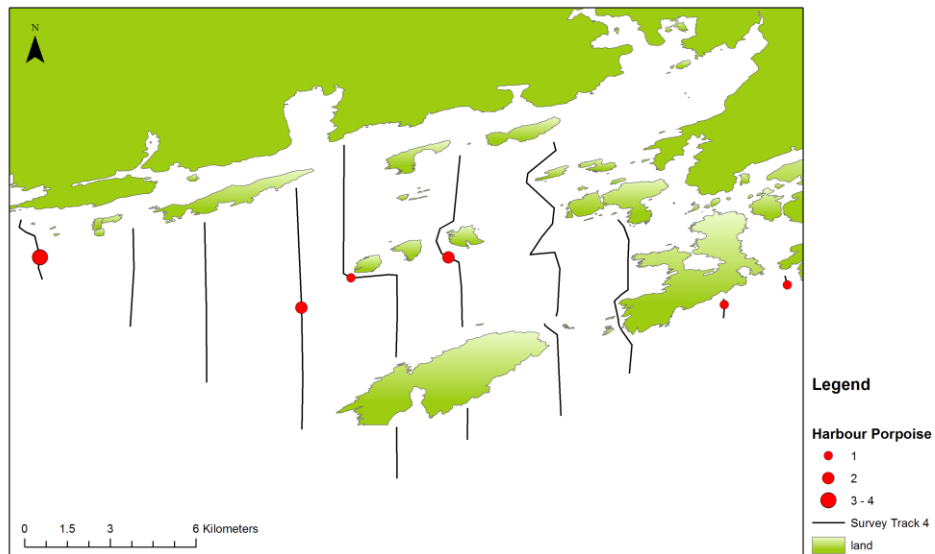 N
Legend
Harbour Porpoise
1
2
3 - 4
Survey Track 4
land
0 1.5 3 6 Kilometers